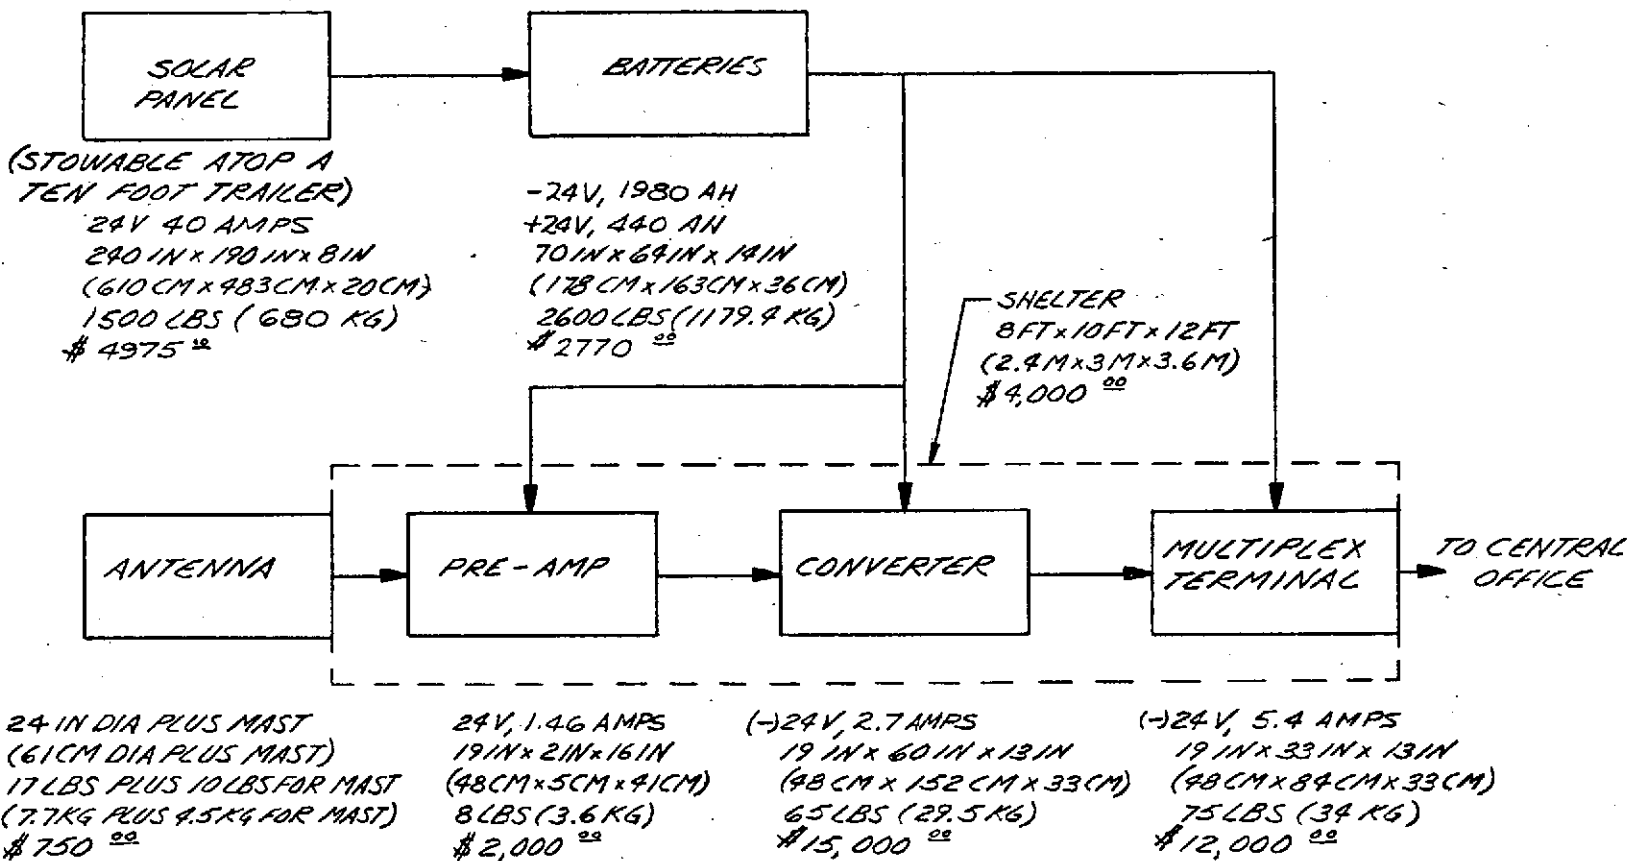 SOLAR
PANEL
BATTERIES
(STOWABLE ATOP A
TEN FOOT TRAILER)
24V 40 AMPS
240 IN x 190 IN x 8 IN
(610 CM x 483 CM x 20 CM)
1500 LBS (680 KG)
$ 4975
-24V, 1980 AH
+24V, 440 AH
70 IN x 64 IN x 14 IN
(178 CM x 163 CM x 36 CM)
2600 LBS (1179.4 KG)
$ 2770 00
SHELTER
8 FT x 10 FT x 12 FT
(2.4 M x 3 M x 3.6 M)
$ 4,000 00
ANTENNA
PRE-AMP
CONVERTER
MULTIPLEX
TERMINAL
TO CENTRAL
OFFICE
24 IN DIA PLUS MAST
(61 CM DIA PLUS MAST)
17 LBS PLUS 10 LBS FOR MAST
(7.7 KG PLUS 4.5 KG FOR MAST)
$ 750 00
24V, 1.46 AMPS
19 IN x 2 IN x 16 IN
(48 CM x 5 CM x 41 CM)
8 LBS (3.6 KG)
$ 2,000 00
(-)24V, 2.7 AMPS
19 IN x 60 IN x 13 IN
(48 CM x 152 CM x 33 CM)
65 LBS (29.5 KG)
$ 15,000 00
(-)24V, 5.4 AMPS
19 IN x 33 IN x 13 IN
(48 CM x 84 CM x 33 CM)
75 LBS (34 KG)
$ 12,000 00